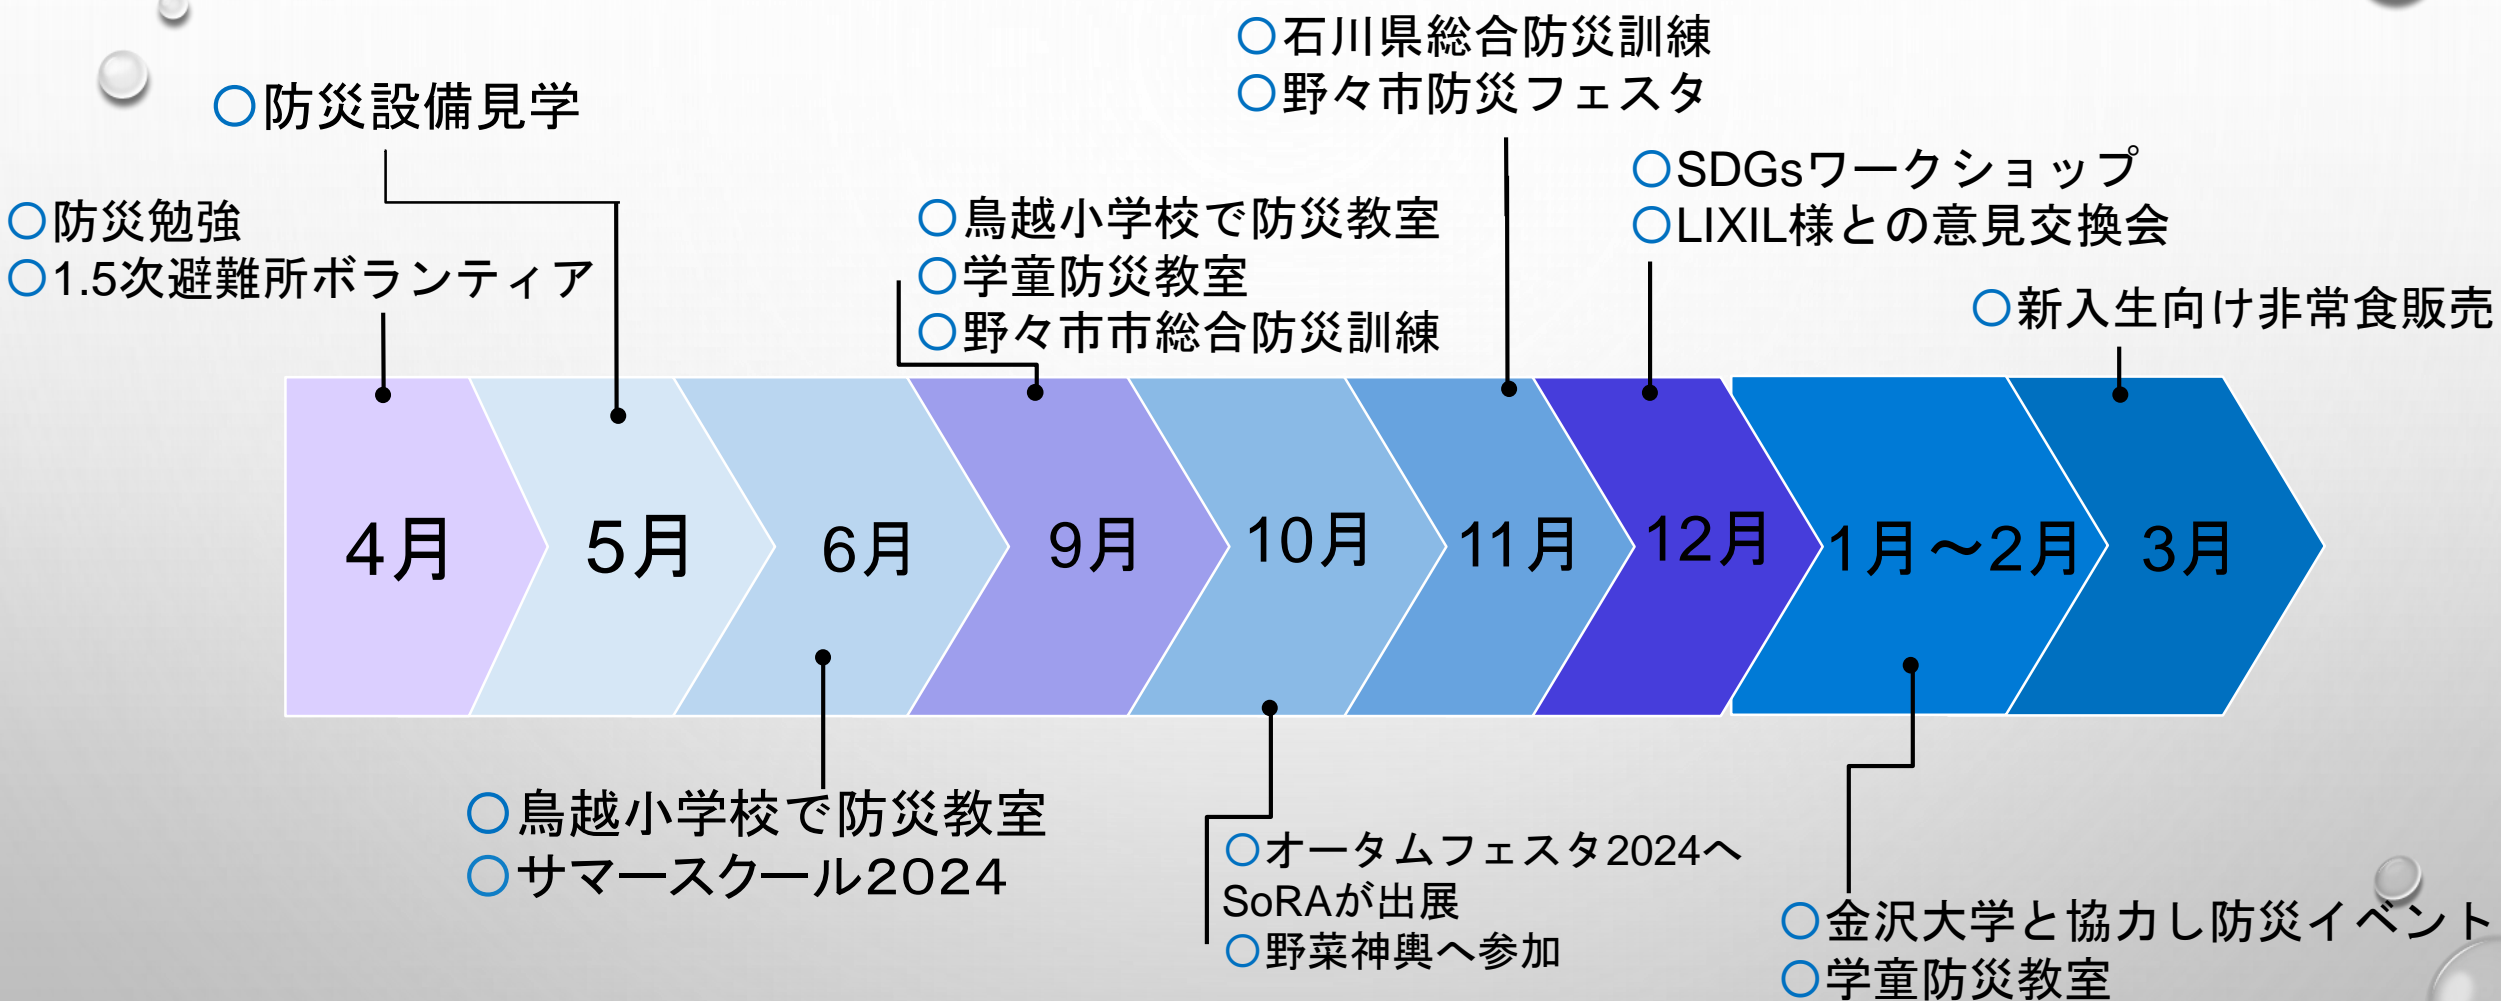 ○石川県総合防災訓練
○野々市防災フェスタ
○防災設備見学
○SDGsワークショップ
○LIXIL様との意見交換会
○防災勉強
○1.5次避難所ボランティア
○鳥越小学校で防災教室
○学童防災教室
○野々市市総合防災訓練
○新入生向け非常食販売
4月
5月
6月
9月
10月
11月
12月
1月～2月
3月
○鳥越小学校で防災教室
○サマースクール2024
○オータムフェスタ2024へ
SoRAが出展
○野菜神輿へ参加
○金沢大学と協力し防災イベント
○学童防災教室